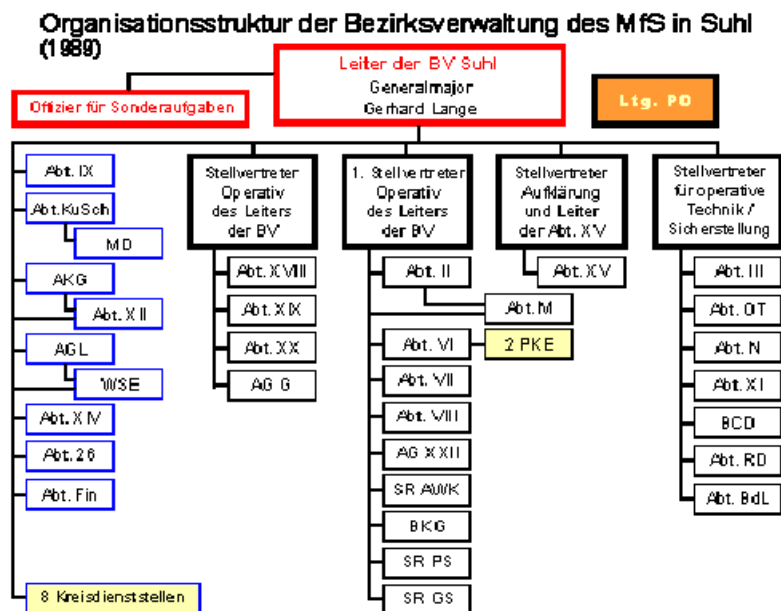 Organisationsstruktur der Bezirksverwaltung des MfS in Suhl
(1989)
Leiter der BV Suhl
Generalmajor
Gerhard Lange
Offizier für Sonderaufgaben
Ltg. PO
Abt. IX
Abt.KuSch
MD
AKG
Abt. XII
AGL
WSE
Abt. XIV
Abt. 26
Abt. Fin
8 Kreisdienststellen
Stellvertreter
Operativ
des Leiters
der BV
Abt. XVIII
Abt. XIX
Abt. XX
AG G
1. Stellvertreter
Operativ
des Leiters
der BV
Abt. II
Abt. M
Abt. VI
2 PKE
Abt. VII
Abt. VIII
AG XXII
SR AWK
BKG
SR PS
SR GS
Stellvertreter
Aufklärung
und Leiter
der Abt. XV
Abt. XV
Stellvertreter
für operative
Technik /
Sicherstellung
Abt. III
Abt. OT
Abt. N
Abt. XI
BCD
Abt. RD
Abt. BdL